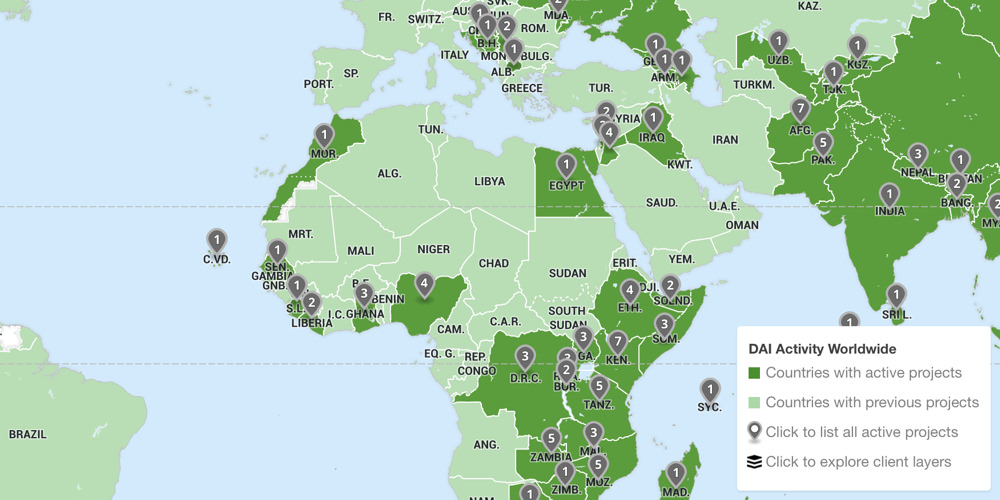 KAZ.
SVK.
FR.
SWITZ.
AUS
1
2
MDA.
1
2
ROM.
1
UZB.
1
KGZ.
B.H.
1
ITALY
MON
BULG.
1
1
1
ARM.
1
TJK.
ALB.
PORT.
SP.
GREECE
TUR.
TURKM.
2
SYRIA
7
AFG.
1
MOR.
TUN.
4
1
IRAQ
IRAN
5
PAK.
3
NEPAL
1
ALG.
LIBYA
1
EGYPT
KWT.
2
BANG.
1
INDIA
SAUD.
U.A.E.
2
MY
OMAN
1
C.VD.
MRT.
MALI
NIGER
CHAD
SUDAN
ERIT.
YEM.
1
SEN.
GAMBIA
GNB.
1
S.L.
2
LIBERIA
I.C.
3
GHANA
BENIN
4
4
ETH.
DJI.
2
1
SRI L.
SOUTH
SUDAN
C.A.R.
CAM.
3
SOM.
1
EQ. G.
REP.
CONGO
3
D.R.C.
3
7
KEN.
2
2
BUR.
5
TANZ.
1
SYC.
BRAZIL
ANG.
5
ZAMBIA
3
MAL.
1
ZIMB.
5
MOZ.
1
MAD.
1
NAM.
DAI Activity Worldwide
Countries with active projects
Countries with previous projects
Click to list all active projects
Click to explore client layers